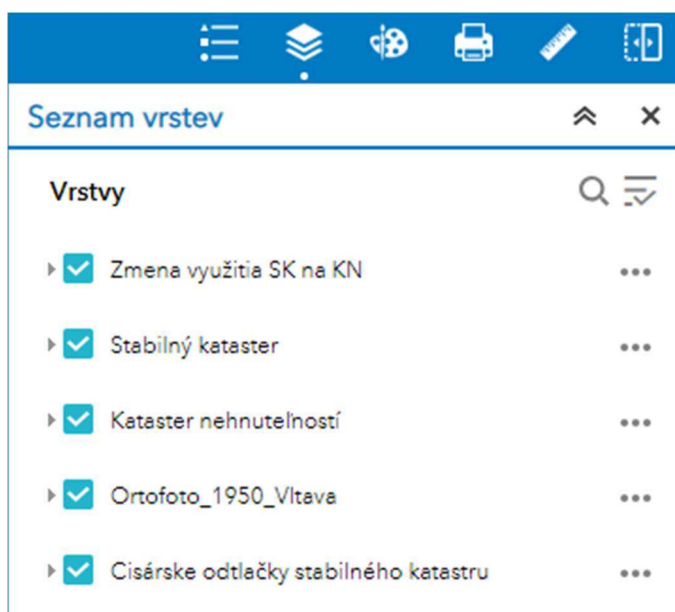 Seznam vrstev
Vrstvy
Zmena využitia SK na KN
Stabilný kataster
Kataster nehnuteľností
Ortofoto_1950_Vltava
Cisárske odtlačky stabilného katastru